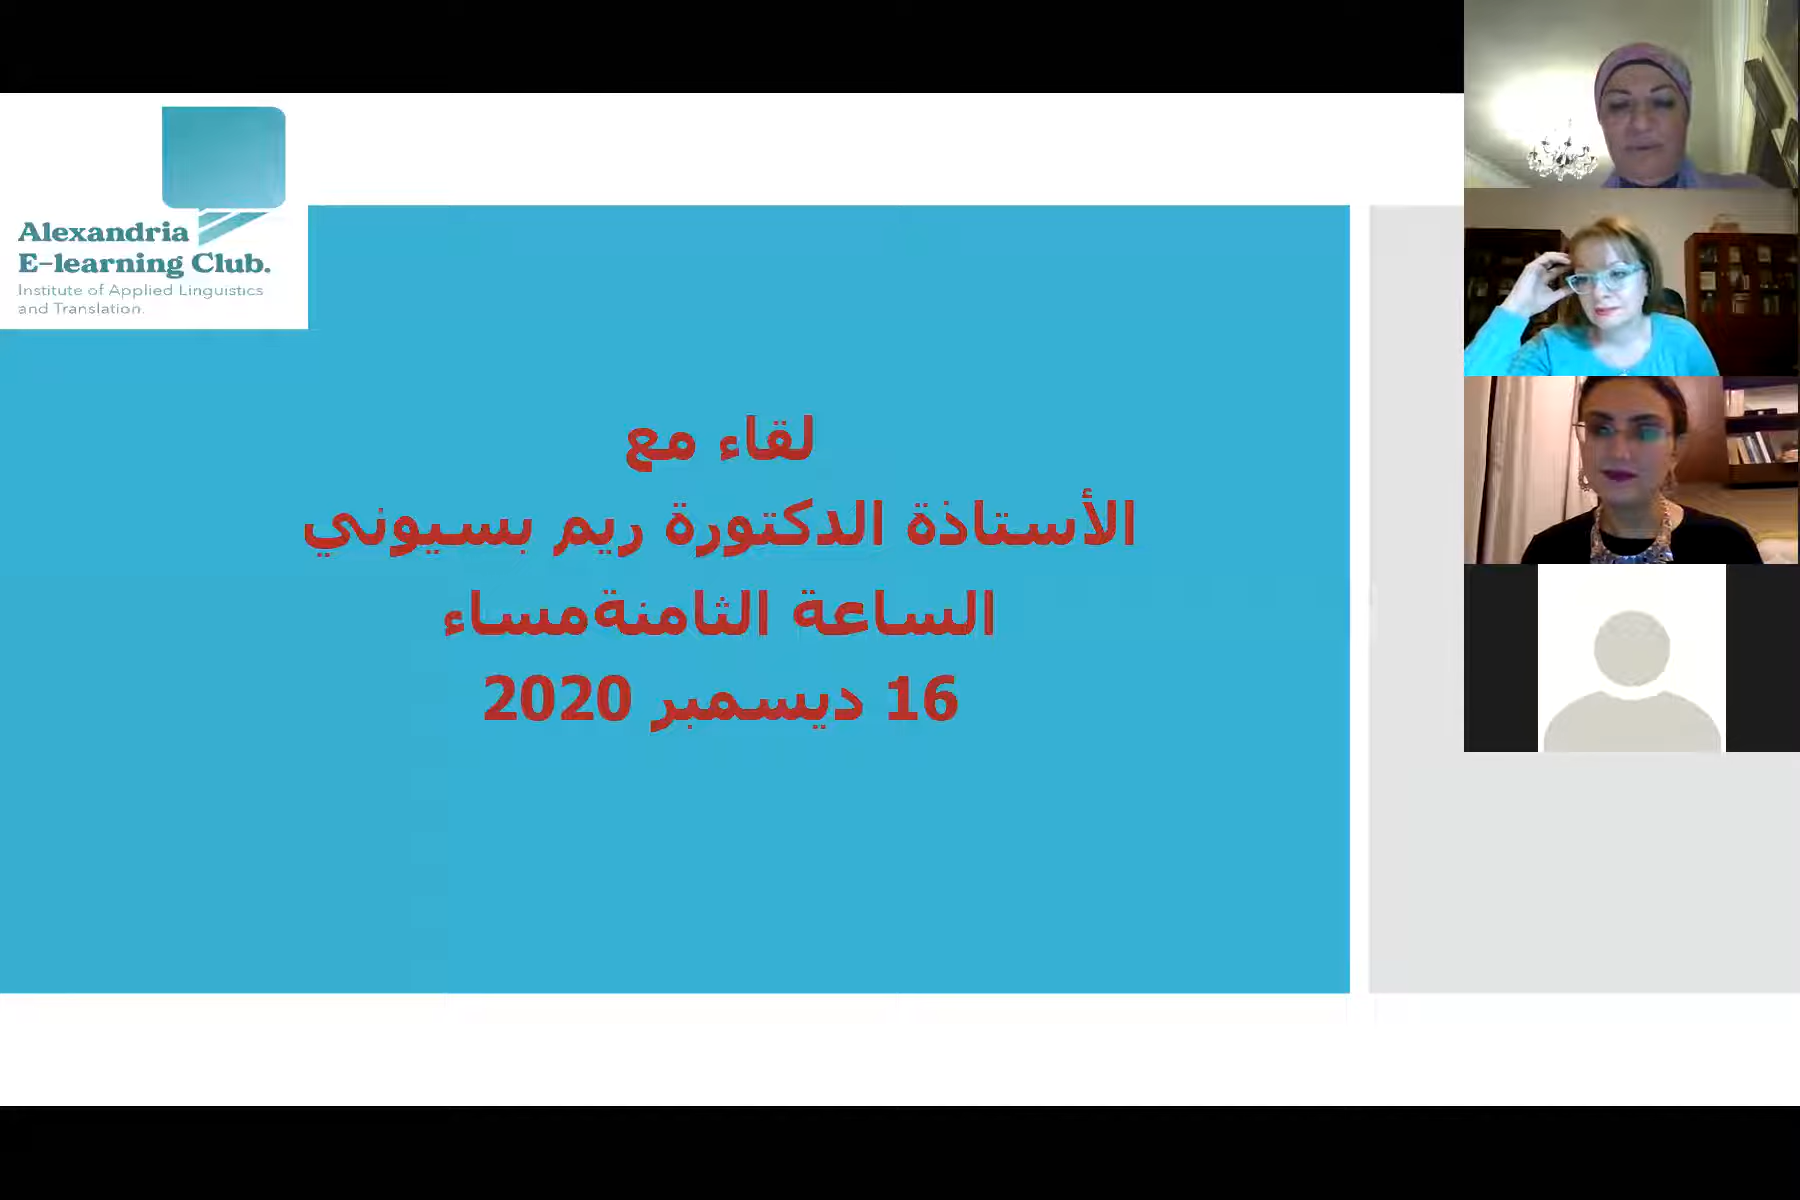 Alexandria
E-learning Club.
Institute of Applied Linguistics
and Translation.
لقاء مع
الأستاذة الدكتورة ريم بسيوني
الساعة الثامنةمساء
16 ديسمبر 2020